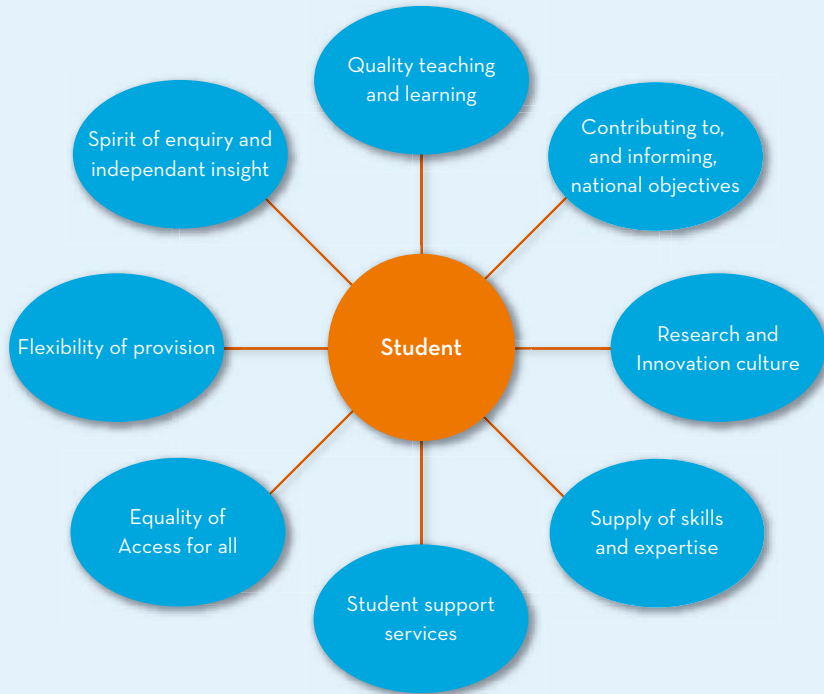 Quality teaching
and learning
Contributing to,
and informing,
national objectives
Research and
Innovation culture
Supply of skills
and expertise
Student support
services
Equality of
Access for all
Flexibility of provision
Spirit of enquiry and
independant insight
Student